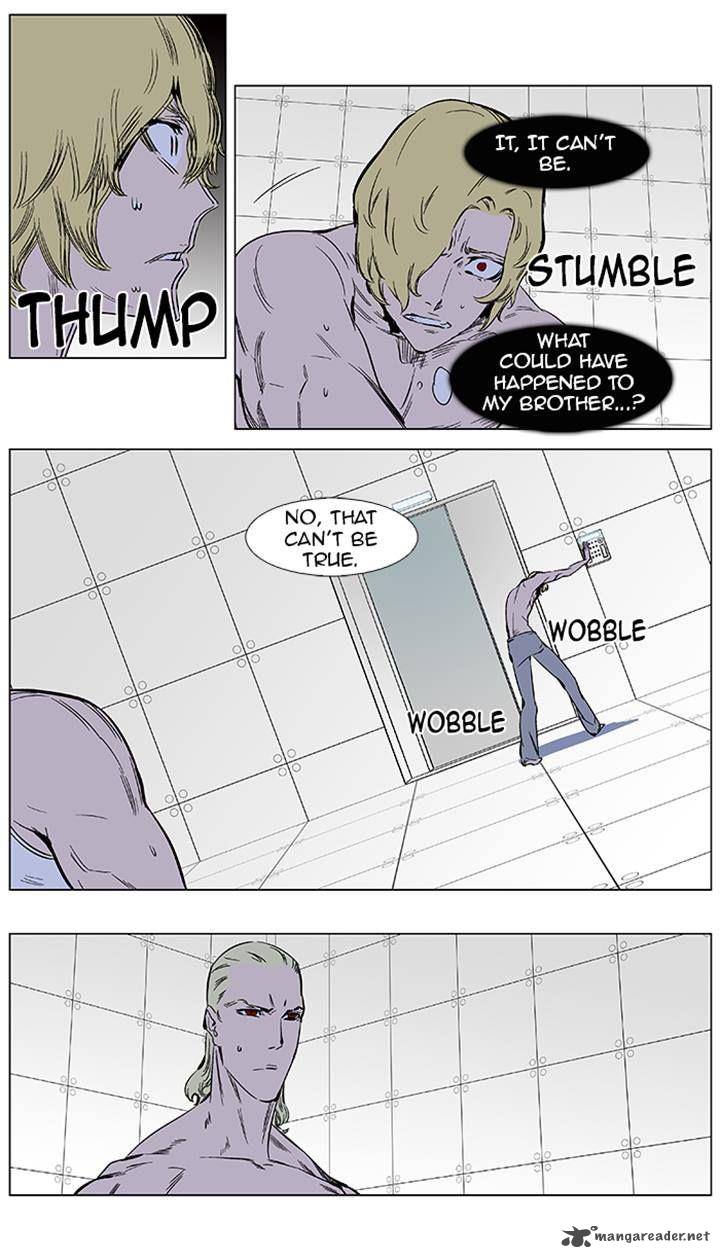 THUMP
IT, IT CAN'T
BE.
STUMBLE
WHAT
COULD HAVE
HAPPENED TO
MY BROTHER...?
NO, THAT
CAN'T BE
TRUE.
WOBBLE
WOBBLE
mangareader.net